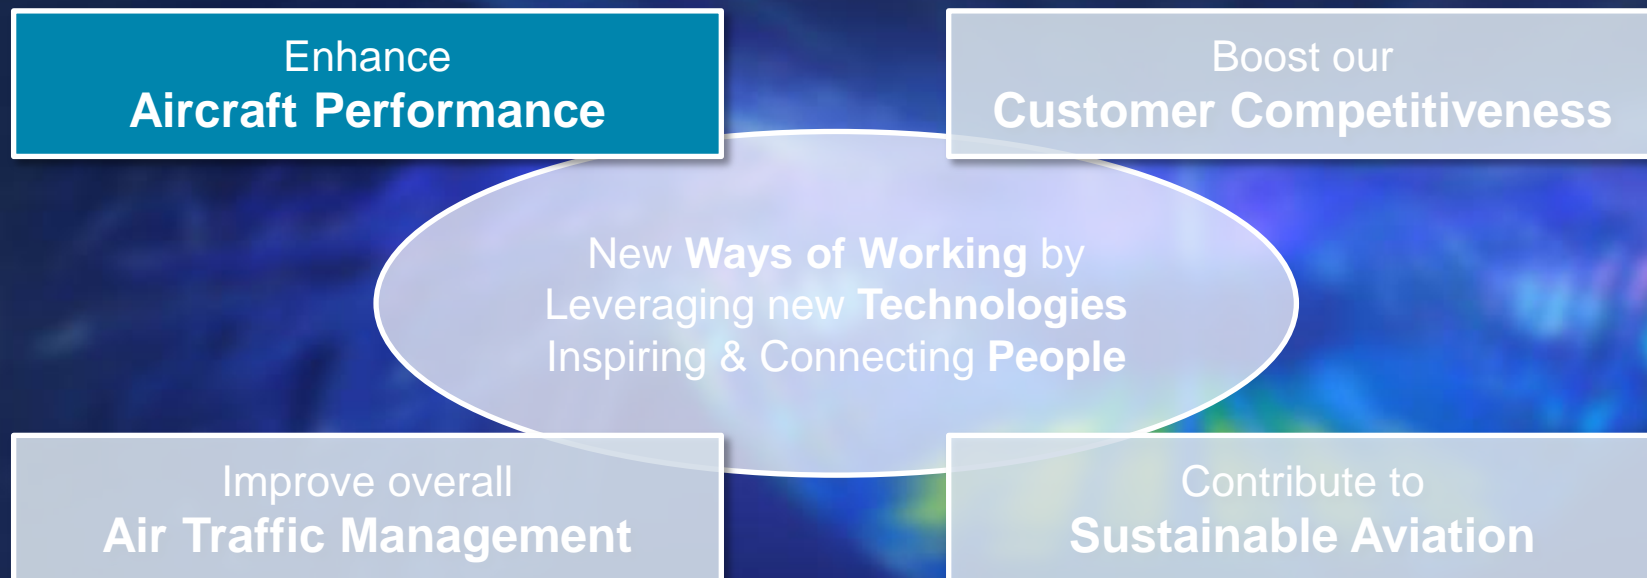 Enhance
Aircraft Performance
Boost our
Customer Competitiveness
New Ways of Working by
Leveraging new Technologies
Inspiring & Connecting People
Improve overall
Air Traffic Management
Contribute to
Sustainable Aviation